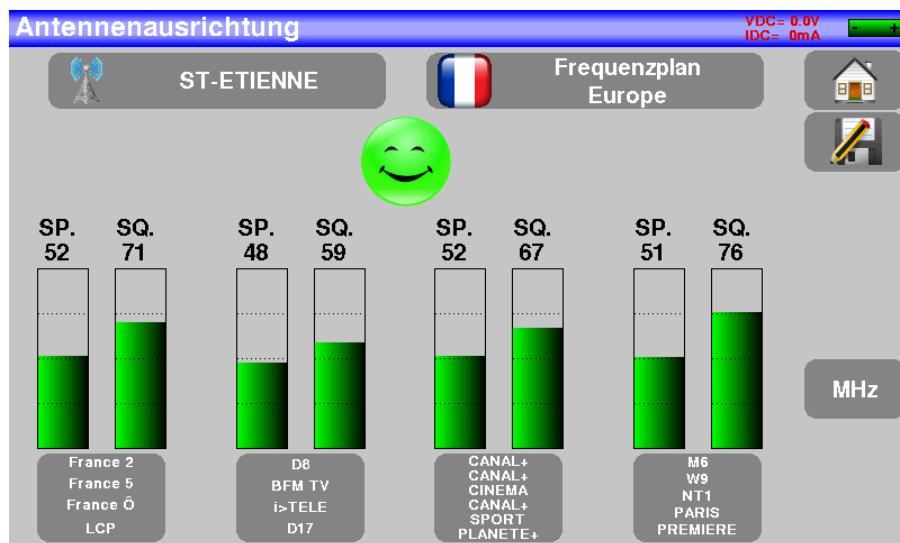 Antennenausrichtung
VDC= 0.0V
IDC= 0mA
- +
ST-ETIENNE
Frequenzplan
Europe
SP. SQ. SP. SQ. SP. SQ. SP. SQ.
52 71 48 59 52 67 51 76
MHz
France 2
France 5
France Ô
LCP
D8
BFM TV
i>TELE
D17
CANAL+
CANAL+
CINEMA
CANAL+
SPORT
PLANETE+
M6
W9
NT1
PARIS
PREMIERE